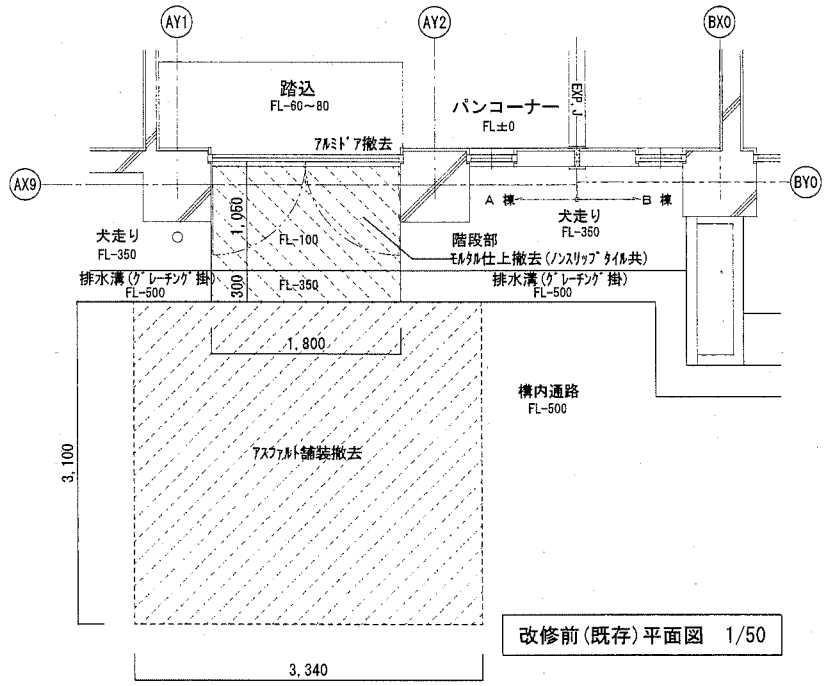 AY1
AY2
BX0
踏込
FL-60~80
パンコーナー
FL±0
EXP.J
アルミドア撤去
AX9
BY0
A 棟
B 棟
犬走り
FL-350
犬走り
FL-350
1,050
FL-100
階段部
モルタル仕上撤去(ノンスリップタイル共)
排水溝(グレーチング掛)
FL-500
300
FL-350
排水溝(グレーチング掛)
FL-500
1,800
構内通路
FL-500
3,100
アスファルト舗装撤去
3,340
改修前(既存)平面図 1/50